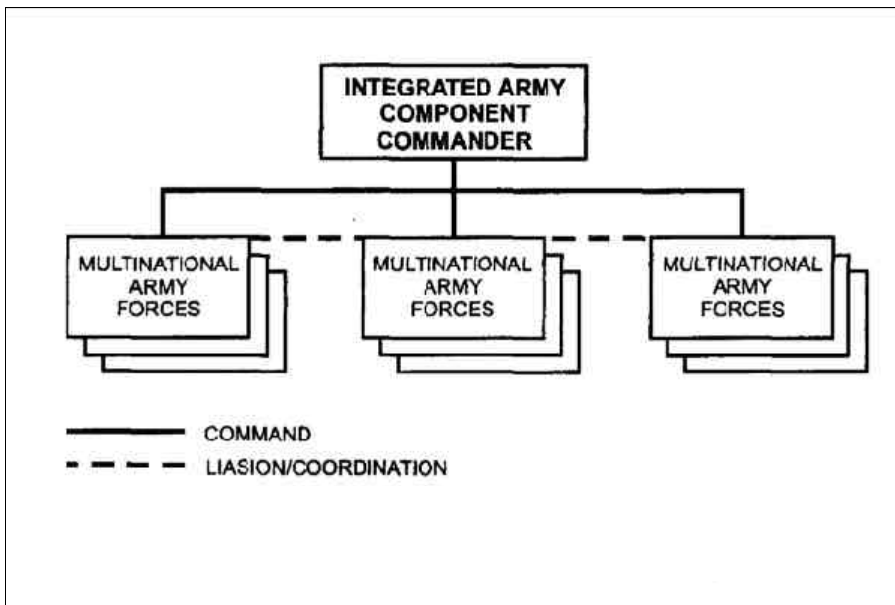 INTEGRATED ARMY
COMPONENT
COMMANDER
MULTINATIONAL
ARMY
FORCES
MULTINATIONAL
ARMY
FORCES
MULTINATIONAL
ARMY
FORCES
COMMAND
LIASION/COORDINATION